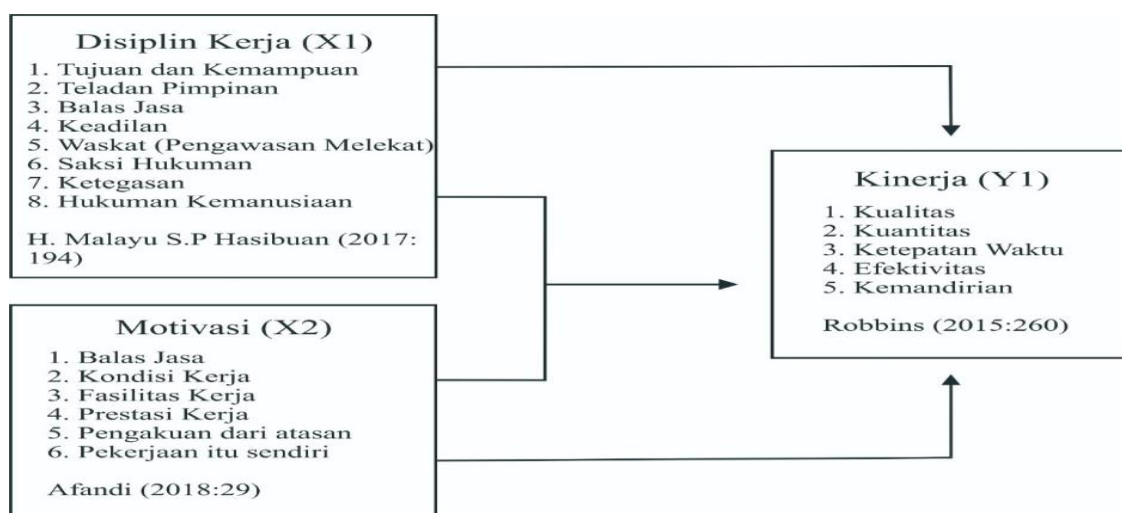 Disiplin Kerja (X1)
1. Tujuan dan Kemampuan
2. Teladan Pimpinan
3. Balas Jasa
4. Keadilan
5. Waskat (Pengawasan Melekat)
6. Saksi Hukuman
7. Ketegasan
8. Hukuman Kemanusiaan
H. Malayu S.P Hasibuan (2017:
194)
Motivasi (X2)
1. Balas Jasa
2. Kondisi Kerja
3. Fasilitas Kerja
4. Prestasi Kerja
5. Pengakuan dari atasan
6. Pekerjaan itu sendiri
Afandi (2018:29)
Kinerja (Y1)
1. Kualitas
2. Kuantitas
3. Ketepatan Waktu
4. Efektivitas
5. Kemandirian
Robbins (2015:260)